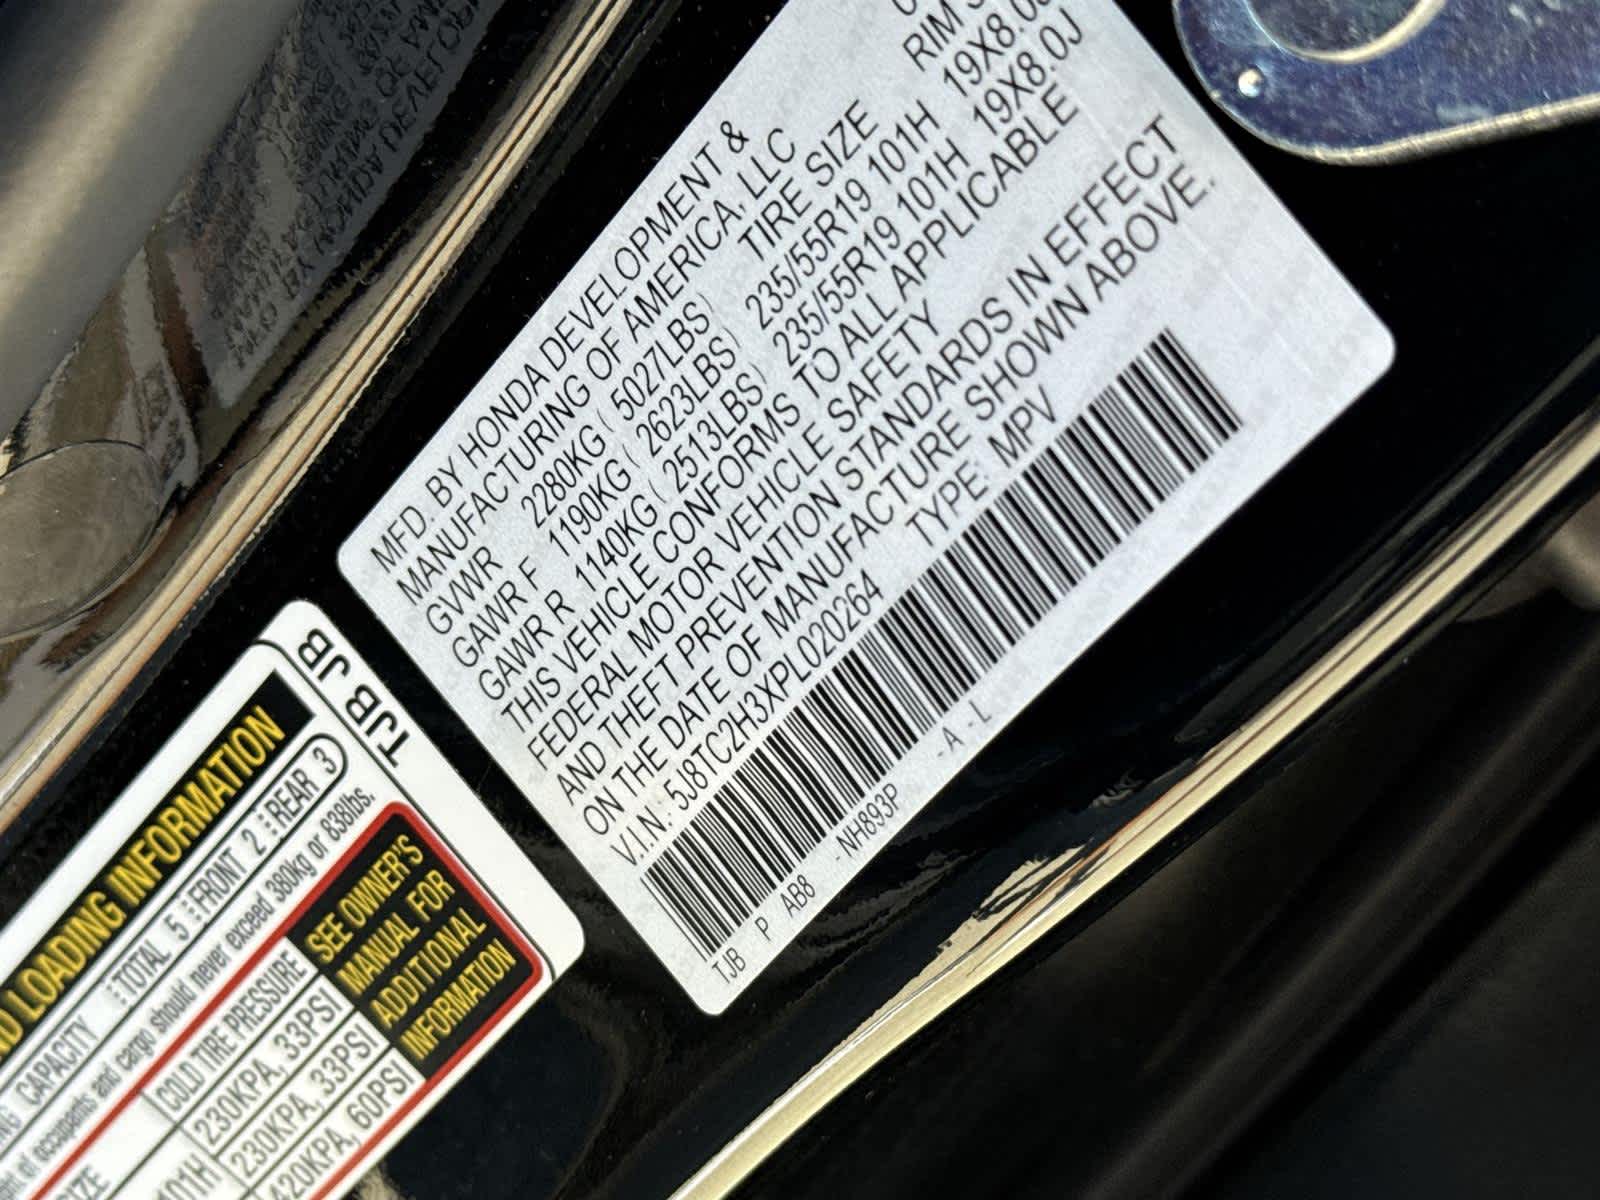 MFD. BY HONDA DEVELOPMENT &
MANUFACTURING OF AMERICA, LLC
GVWR 2280KG ( 5027LBS) TIRE SIZE RIM
GAWR F 1190KG ( 2623LBS) 235/55R19 101H 19X8.0J
GAWR R 1140KG ( 2513LBS) 235/55R19 101H 19X8.0J
THIS VEHICLE CONFORMS TO ALL APPLICABLE
FEDERAL MOTOR VEHICLE SAFETY
AND THEFT PREVENTION STANDARDS IN EFFECT
ON THE DATE OF MANUFACTURE SHOWN ABOVE.
V.I.N. 5J8TC2H3XPL020264 TYPE: MPV
TJB P AB8 -NH893P -A -L
TJB JB
TJB
LOADING INFORMATION
CAPACITY TOTAL 5 FRONT 2 REAR 3
of occupants and cargo should never exceed 380kg or 838lbs.
COLD TIRE PRESSURE
101H 230KPA, 33PSI
230KPA, 33PSI
420KPA, 60PSI
SEE OWNER'S
MANUAL FOR
ADDITIONAL
INFORMATION